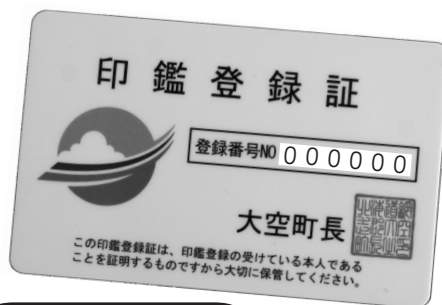 印鑑登録証
登録番号NO 000000
大空町長
この印鑑登録証は、印鑑登録の受けている本人である
ことを証明するものですから大切に保管してください。